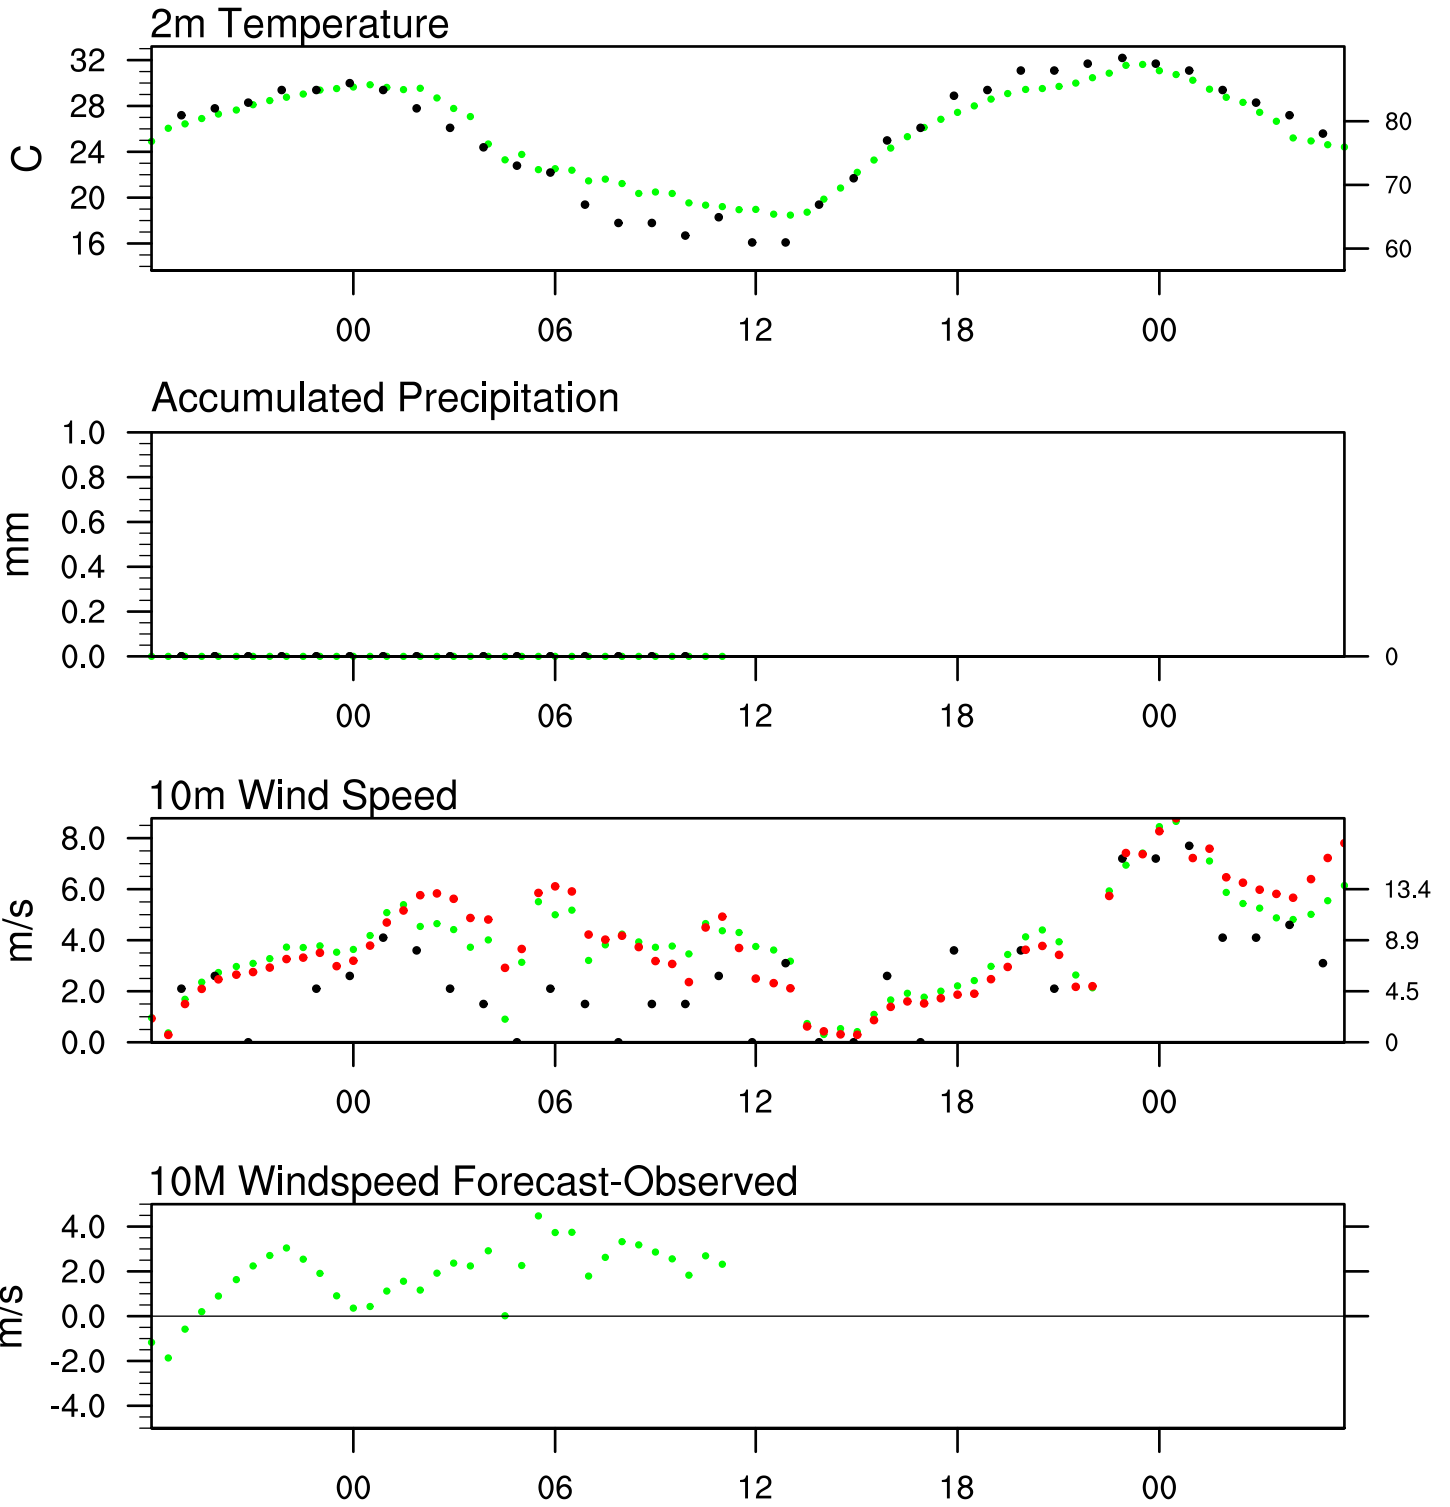 2m Temperature
32
28
24
20
16
C
80
70
60
00 06 12 18 00
Accumulated Precipitation
1.0
0.8
0.6
0.4
0.2
0.0
mm
0
00 06 12 18 00
10m Wind Speed
8.0
6.0
4.0
2.0
0.0
m/s
13.4
8.9
4.5
0
00 06 12 18 00
10M Windspeed Forecast-Observed
4.0
2.0
0.0
-2.0
-4.0
m/s
00 06 12 18 00